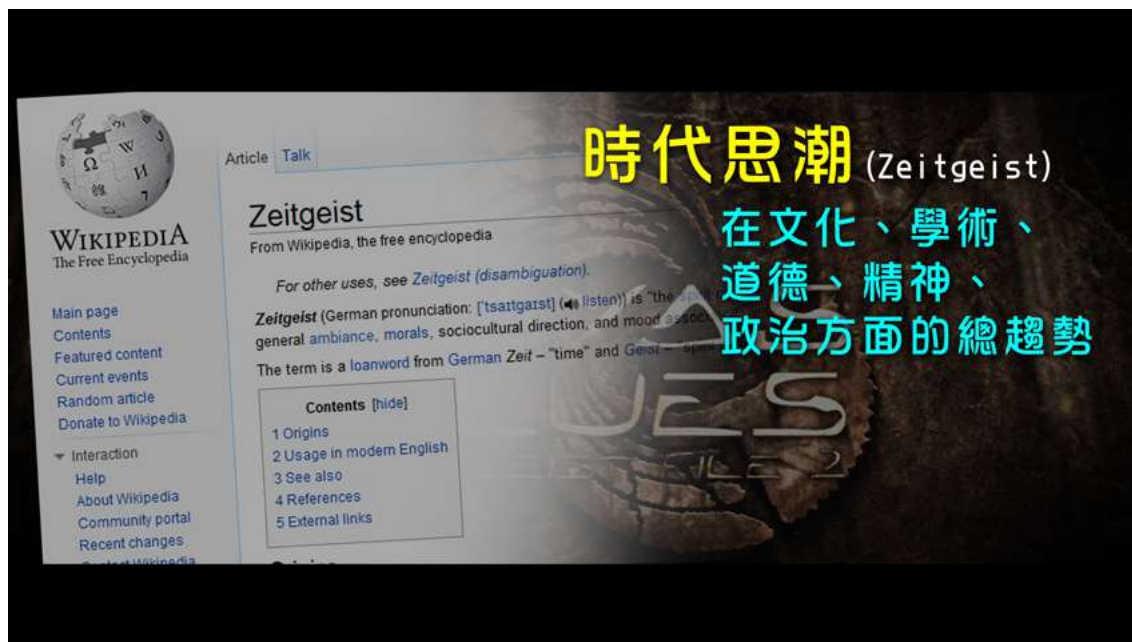 WIKIPEDIA
The Free Encyclopedia
Main page
Contents
Featured content
Current events
Random article
Donate to Wikipedia
Interaction
Help
About Wikipedia
Community portal
Recent changes
Contact Wikipedia
Article Talk
Zeitgeist
From Wikipedia, the free encyclopedia
For other uses, see Zeitgeist (disambiguation).
Zeitgeist (German pronunciation: ['tsaɪtɡaɪst] (listen)) is "the
general ambiance, morals, sociocultural direction, and mood
The term is a loanword from German Zeit – "time" and Geist –
Contents [hide]
1 Origins
2 Usage in modern English
3 See also
4 References
5 External links
時代思潮(Zeitgeist)
在文化、學術、
道德、精神、
政治方面的總趨勢